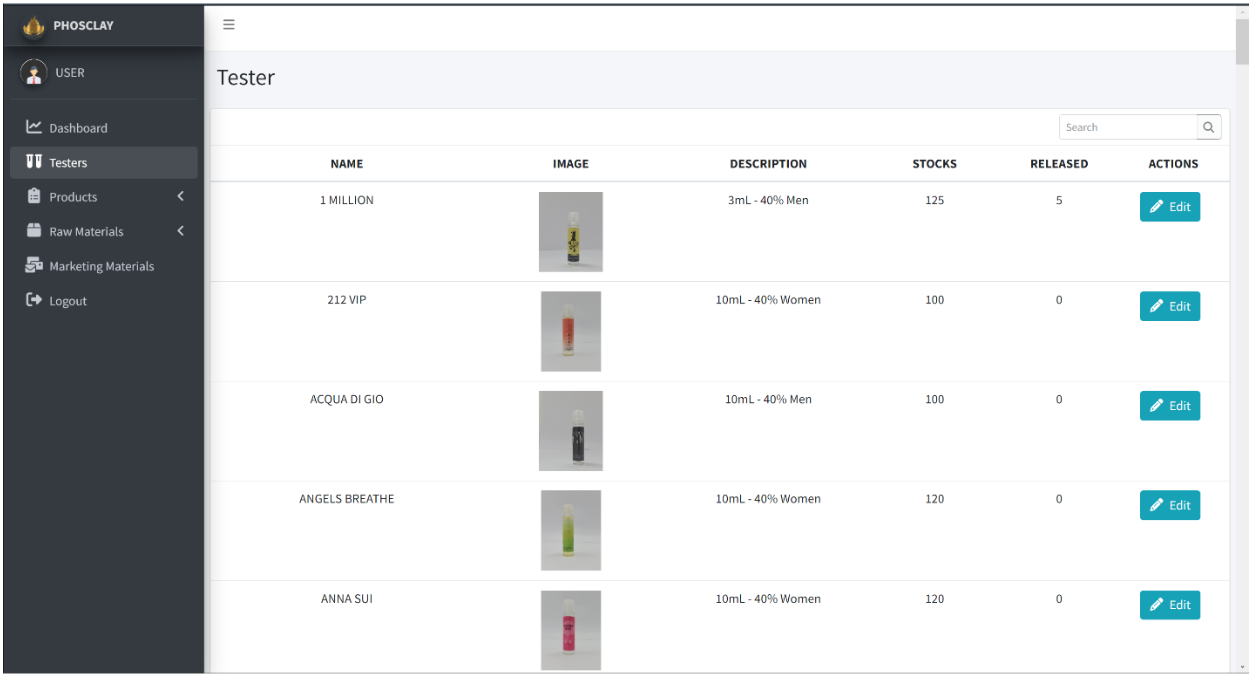 PHOSCLAY
USER
Dashboard
Testers
Products
Raw Materials
Marketing Materials
Logout
Tester
Search
NAME IMAGE DESCRIPTION STOCKS RELEASED ACTIONS
1 MILLION 3mL - 40% Men 125 5 Edit
212 VIP 10mL - 40% Women 100 0 Edit
ACQUA DI GIO 10mL - 40% Men 100 0 Edit
ANGELS BREATHE 10mL - 40% Women 120 0 Edit
ANNA SUI 10mL - 40% Women 120 0 Edit